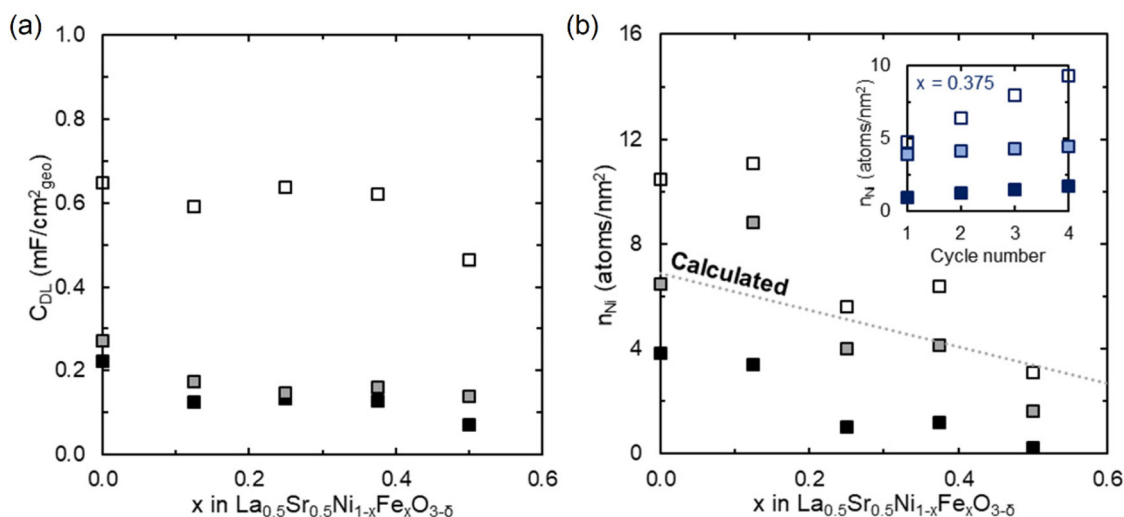 (a)
1.0
0.8
0.6
0.4
0.2
0.0
C_DL (mF/cm²_geo)
0.0 0.2 0.4 0.6
x in La₀.₅Sr₀.₅Ni₁₋ₓFeₓO₃₋δ
(b)
16
12
8
4
0
n_Ni (atoms/nm²)
Calculated
0.0 0.2 0.4 0.6
x in La₀.₅Sr₀.₅Ni₁₋ₓFeₓO₃₋δ
10
5
0
n_Ni (atoms/nm²)
x = 0.375
1 2 3 4
Cycle number